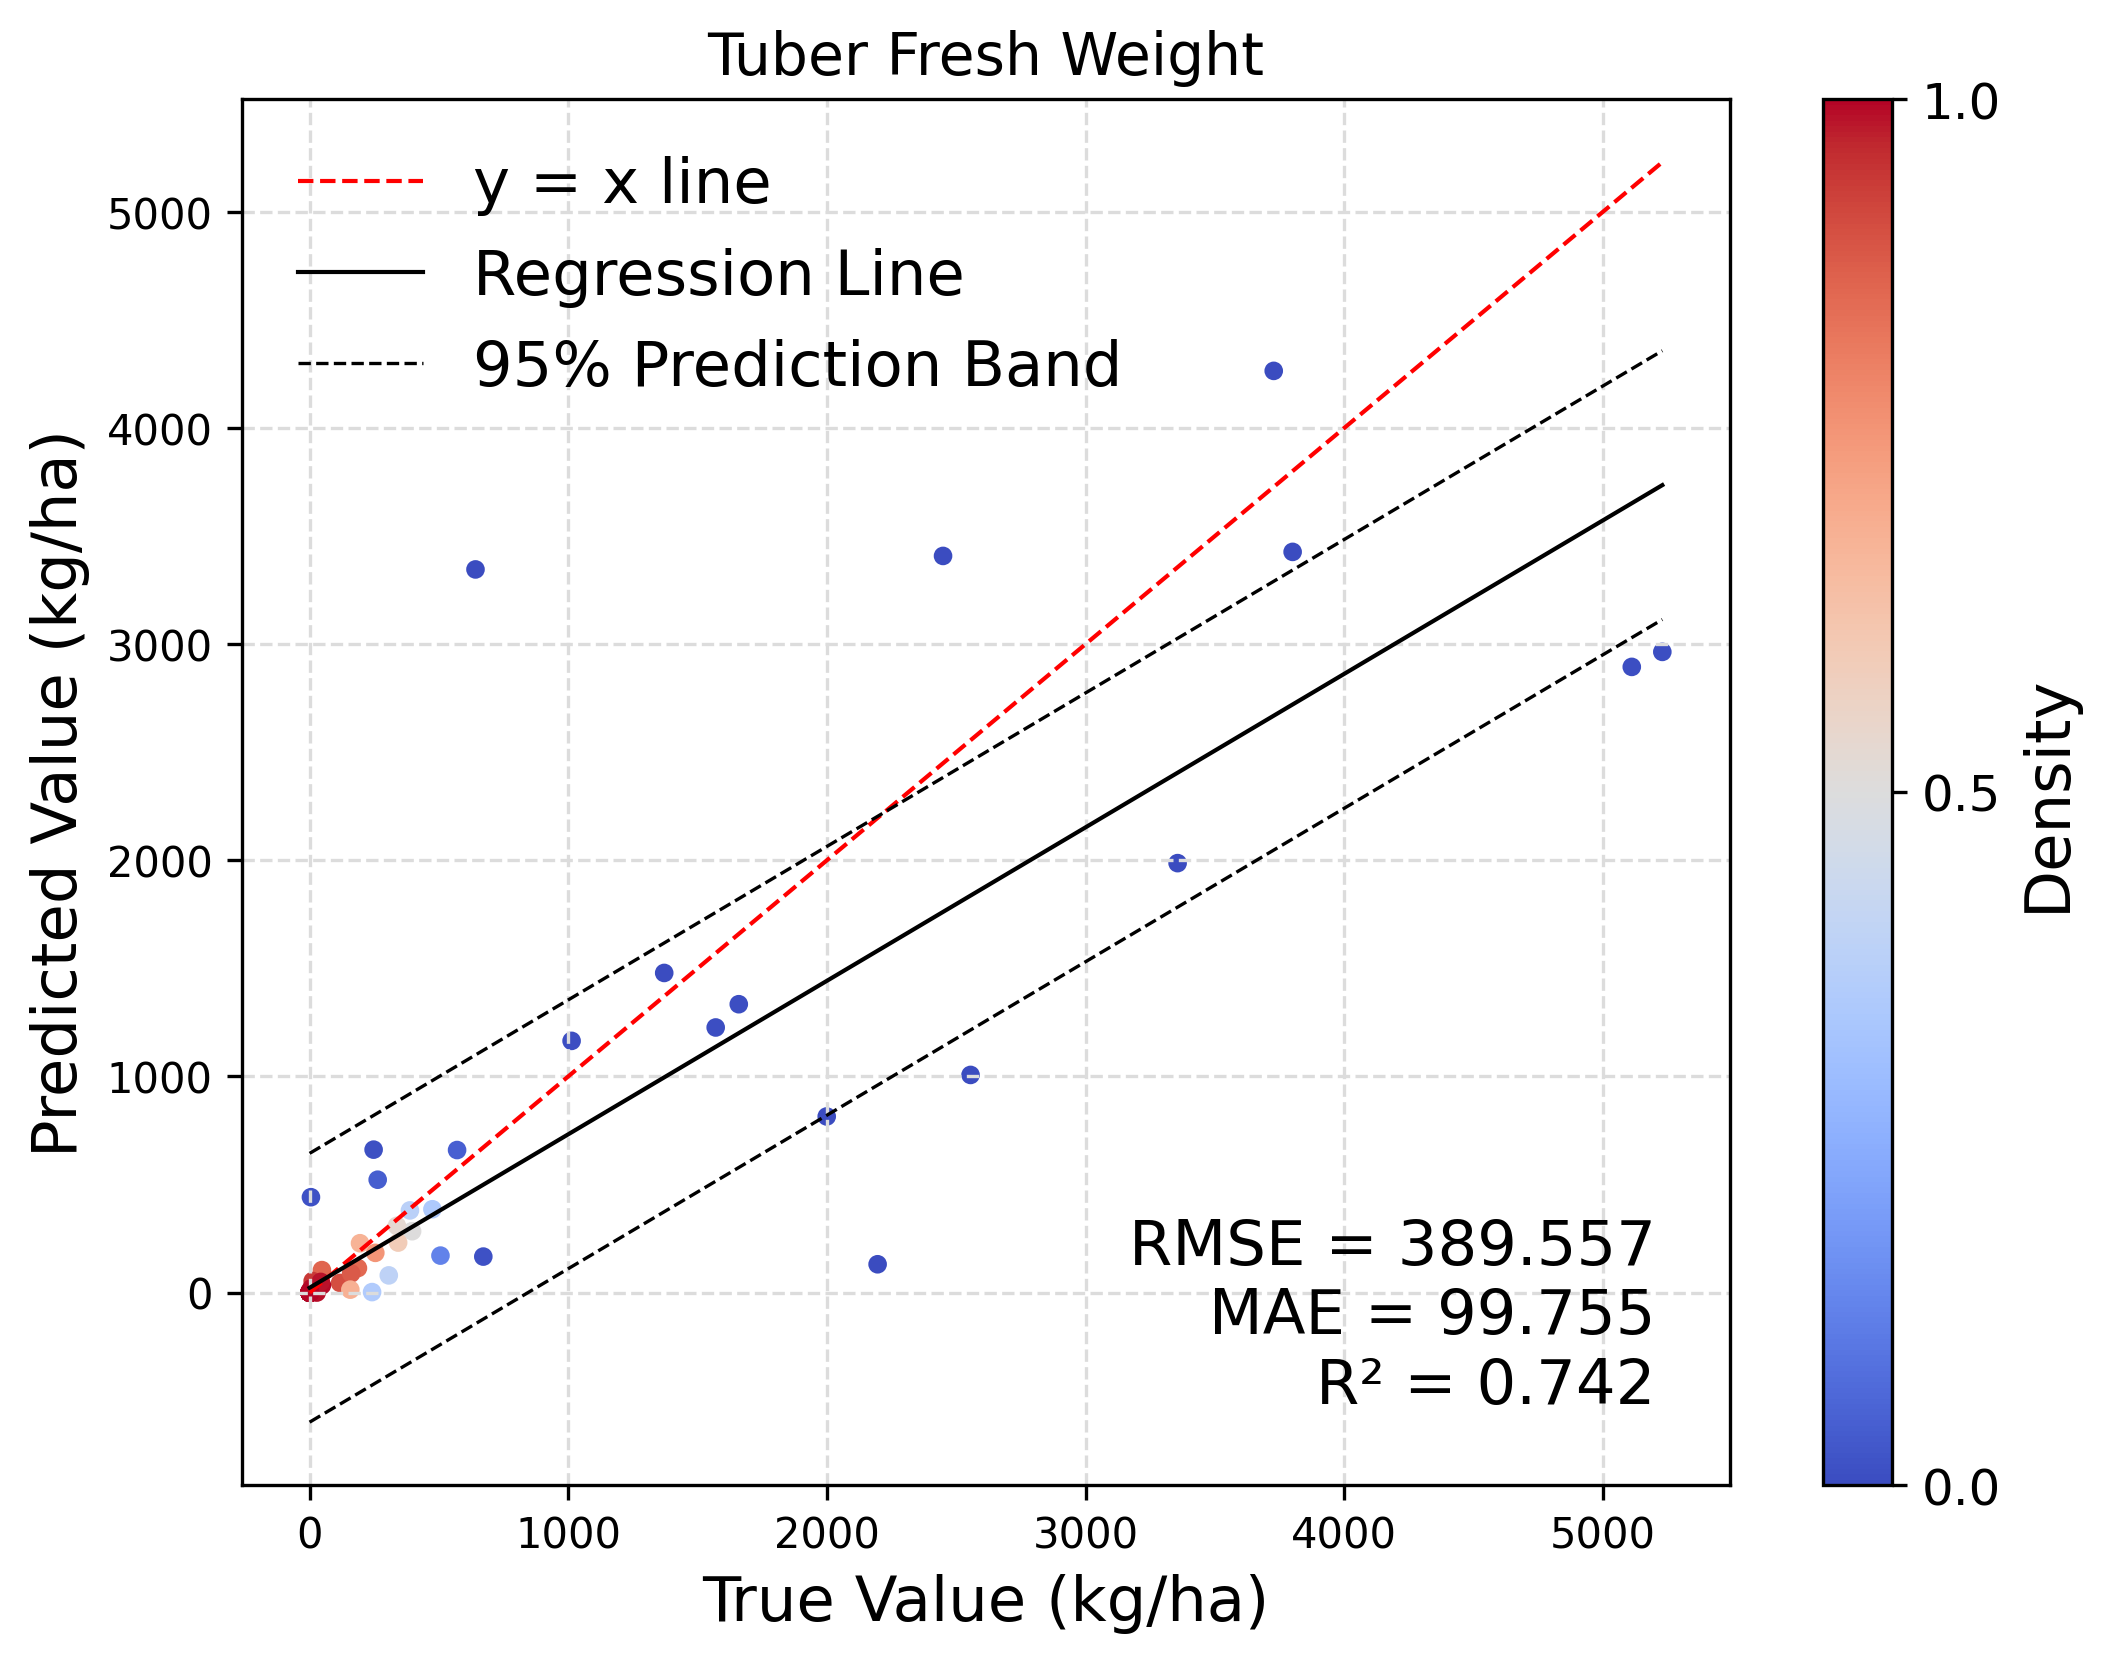 Tuber Fresh Weight
y = x line
Regression Line
95% Prediction Band
5000
4000
3000
2000
1000
0
Predicted Value (kg/ha)
RMSE = 389.557
MAE = 99.755
R² = 0.742
0
1000
2000
3000
4000
5000
True Value (kg/ha)
1.0
0.5
0.0
Density